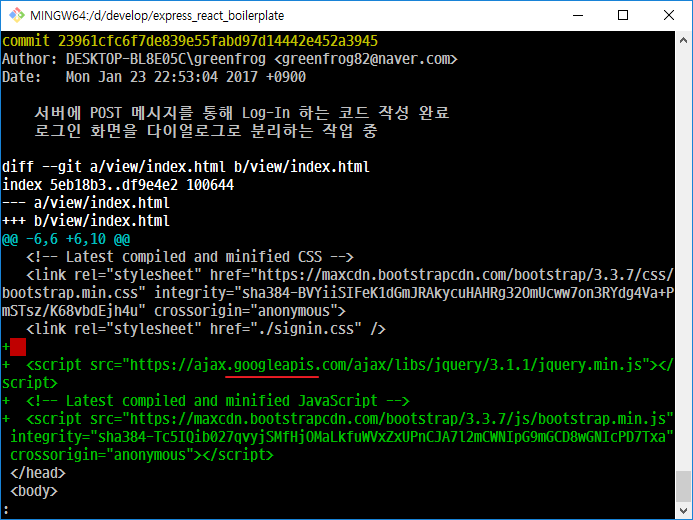 MINGW64:/d/develop/express_react_boilerplate
commit 23961cfc6f7de839e55fabd97d14442e452a3945
Author: DESKTOP-BL8E05C\greenfrog <greenfrog82@naver.com>
Date:   Mon Jan 23 22:53:04 2017 +0900
    서버에 POST 메시지를 통해 Log-In 하는 코드 작성 완료
    로그인 화면을 다이얼로그로 분리하는 작업 중
diff --git a/view/index.html b/view/index.html
index 5eb18b3..df9e4e2 100644
--- a/view/index.html
+++ b/view/index.html
@@ -6,6 +6,10 @@
   <!-- Latest compiled and minified CSS -->
   <link rel="stylesheet" href="https://maxcdn.bootstrapcdn.com/bootstrap/3.3.7/css/
bootstrap.min.css" integrity="sha384-BVYiiSIFeK1dGmJRAkycuHAHRg32OmUcww7on3RYdg4Va+P
mSTsz/K68vbdEjh4u" crossorigin="anonymous">
   <link rel="stylesheet" href="./signin.css" />
+
+  <script src="https://ajax.googleapis.com/ajax/libs/jquery/3.1.1/jquery.min.js"></
script>
+  <!-- Latest compiled and minified JavaScript -->
+  <script src="https://maxcdn.bootstrapcdn.com/bootstrap/3.3.7/js/bootstrap.min.js"
 integrity="sha384-Tc5IQib027qvyjSMfHjOMaLkfuWVxZxUPnCJA7l2mCWNIpG9mGCD8wGNIcPD7Txa"
 crossorigin="anonymous"></script>
 </head>
 <body>
: